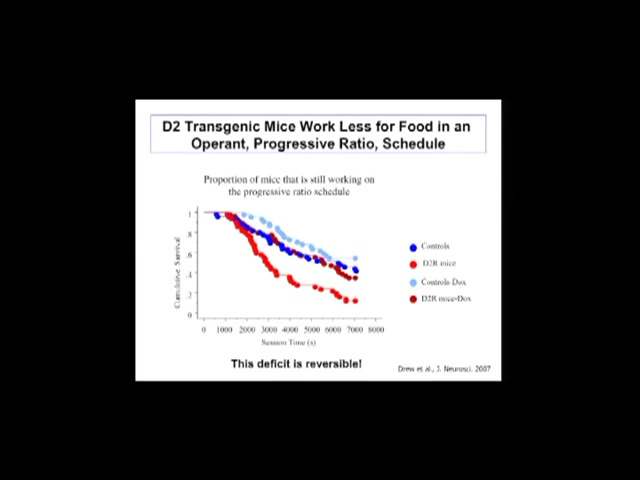 D2 Transgenic Mice Work Less for Food in an
Operant, Progressive Ratio, Schedule
Proportion of mice that is still working on
the progressive ratio schedule
Cumulative Survival
1
.8
.6
.4
.2
0
0 1000 2000 3000 4000 5000 6000 7000 8000
Session Time (s)
Controls
D2R mice
Controls Dox
D2R mice-Dox
This deficit is reversible!
Drew et al., J. Neurosci. 2007